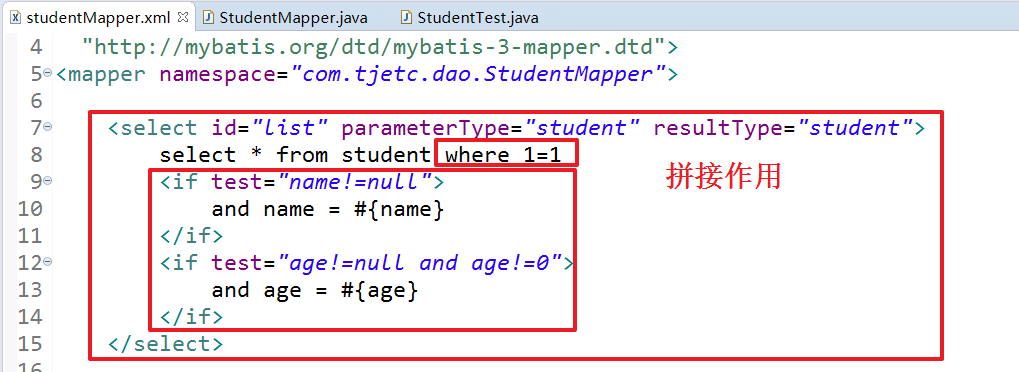 studentMapper.xml StudentMapper.java StudentTest.java
4 "http://mybatis.org/dtd/mybatis-3-mapper.dtd">
5 <mapper namespace="com.tjetc.dao.StudentMapper">
6
7 <select id="list" parameterType="student" resultType="student">
8 select * from student where 1=1
9 <if test="name!=null">
拼接作用
10 and name = #{name}
11 </if>
12 <if test="age!=null and age!=0">
13 and age = #{age}
14 </if>
15 </select>
16